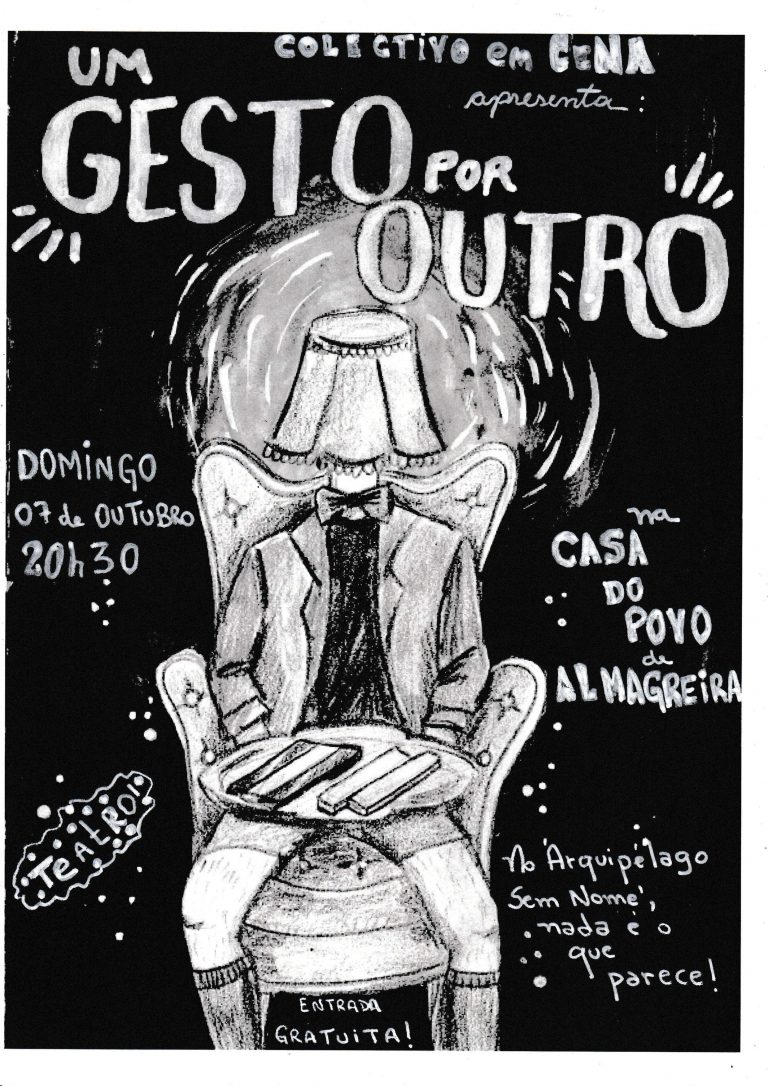 COLECTIVO em CENA
apresenta:
UM
GESTO POR
OUTRO
DOMINGO
07 de OUTUBRO
20h30
na
CASA
DO
POVO
de
ALMAGREIRA
TEATRO!
No 'Arquipélago
Sem Nome',
nada é o
que
parece!
ENTRADA
GRATUITA!